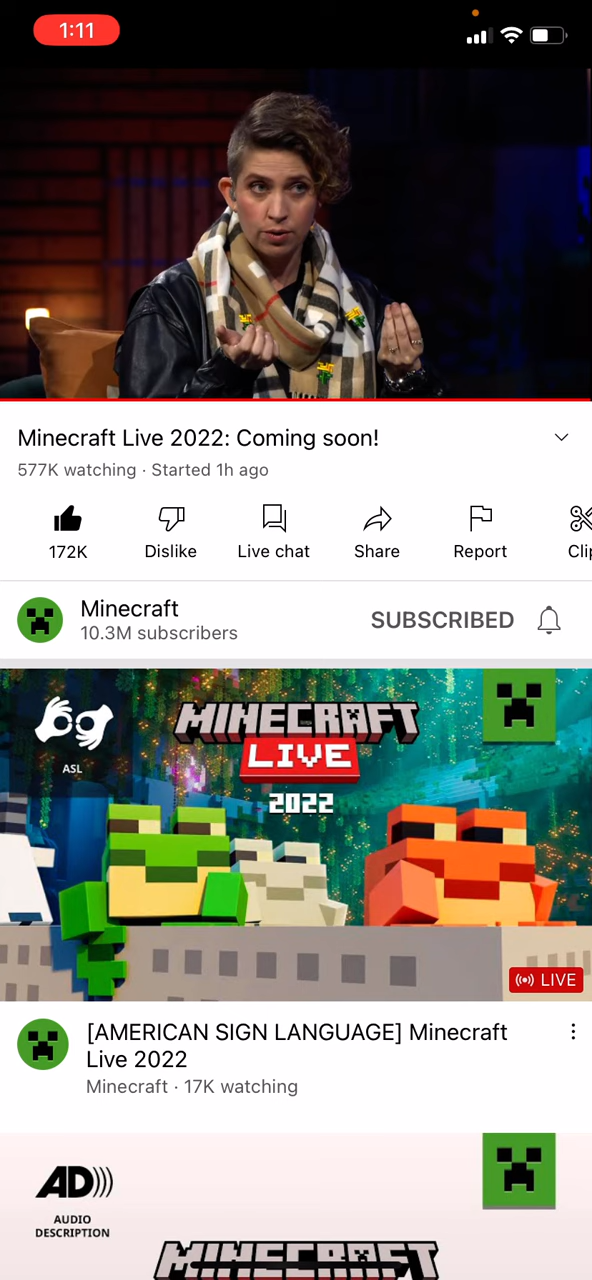 1:11
Minecraft Live 2022: Coming soon!
577K watching · Started 1h ago
172K
Dislike
Live chat
Share
Report
Clip
Minecraft
10.3M subscribers
SUBSCRIBED
ASL
MINECRAFT
LIVE
2022
LIVE
[AMERICAN SIGN LANGUAGE] Minecraft
Live 2022
Minecraft · 17K watching
AD
AUDIO
DESCRIPTION
MINECRAFT